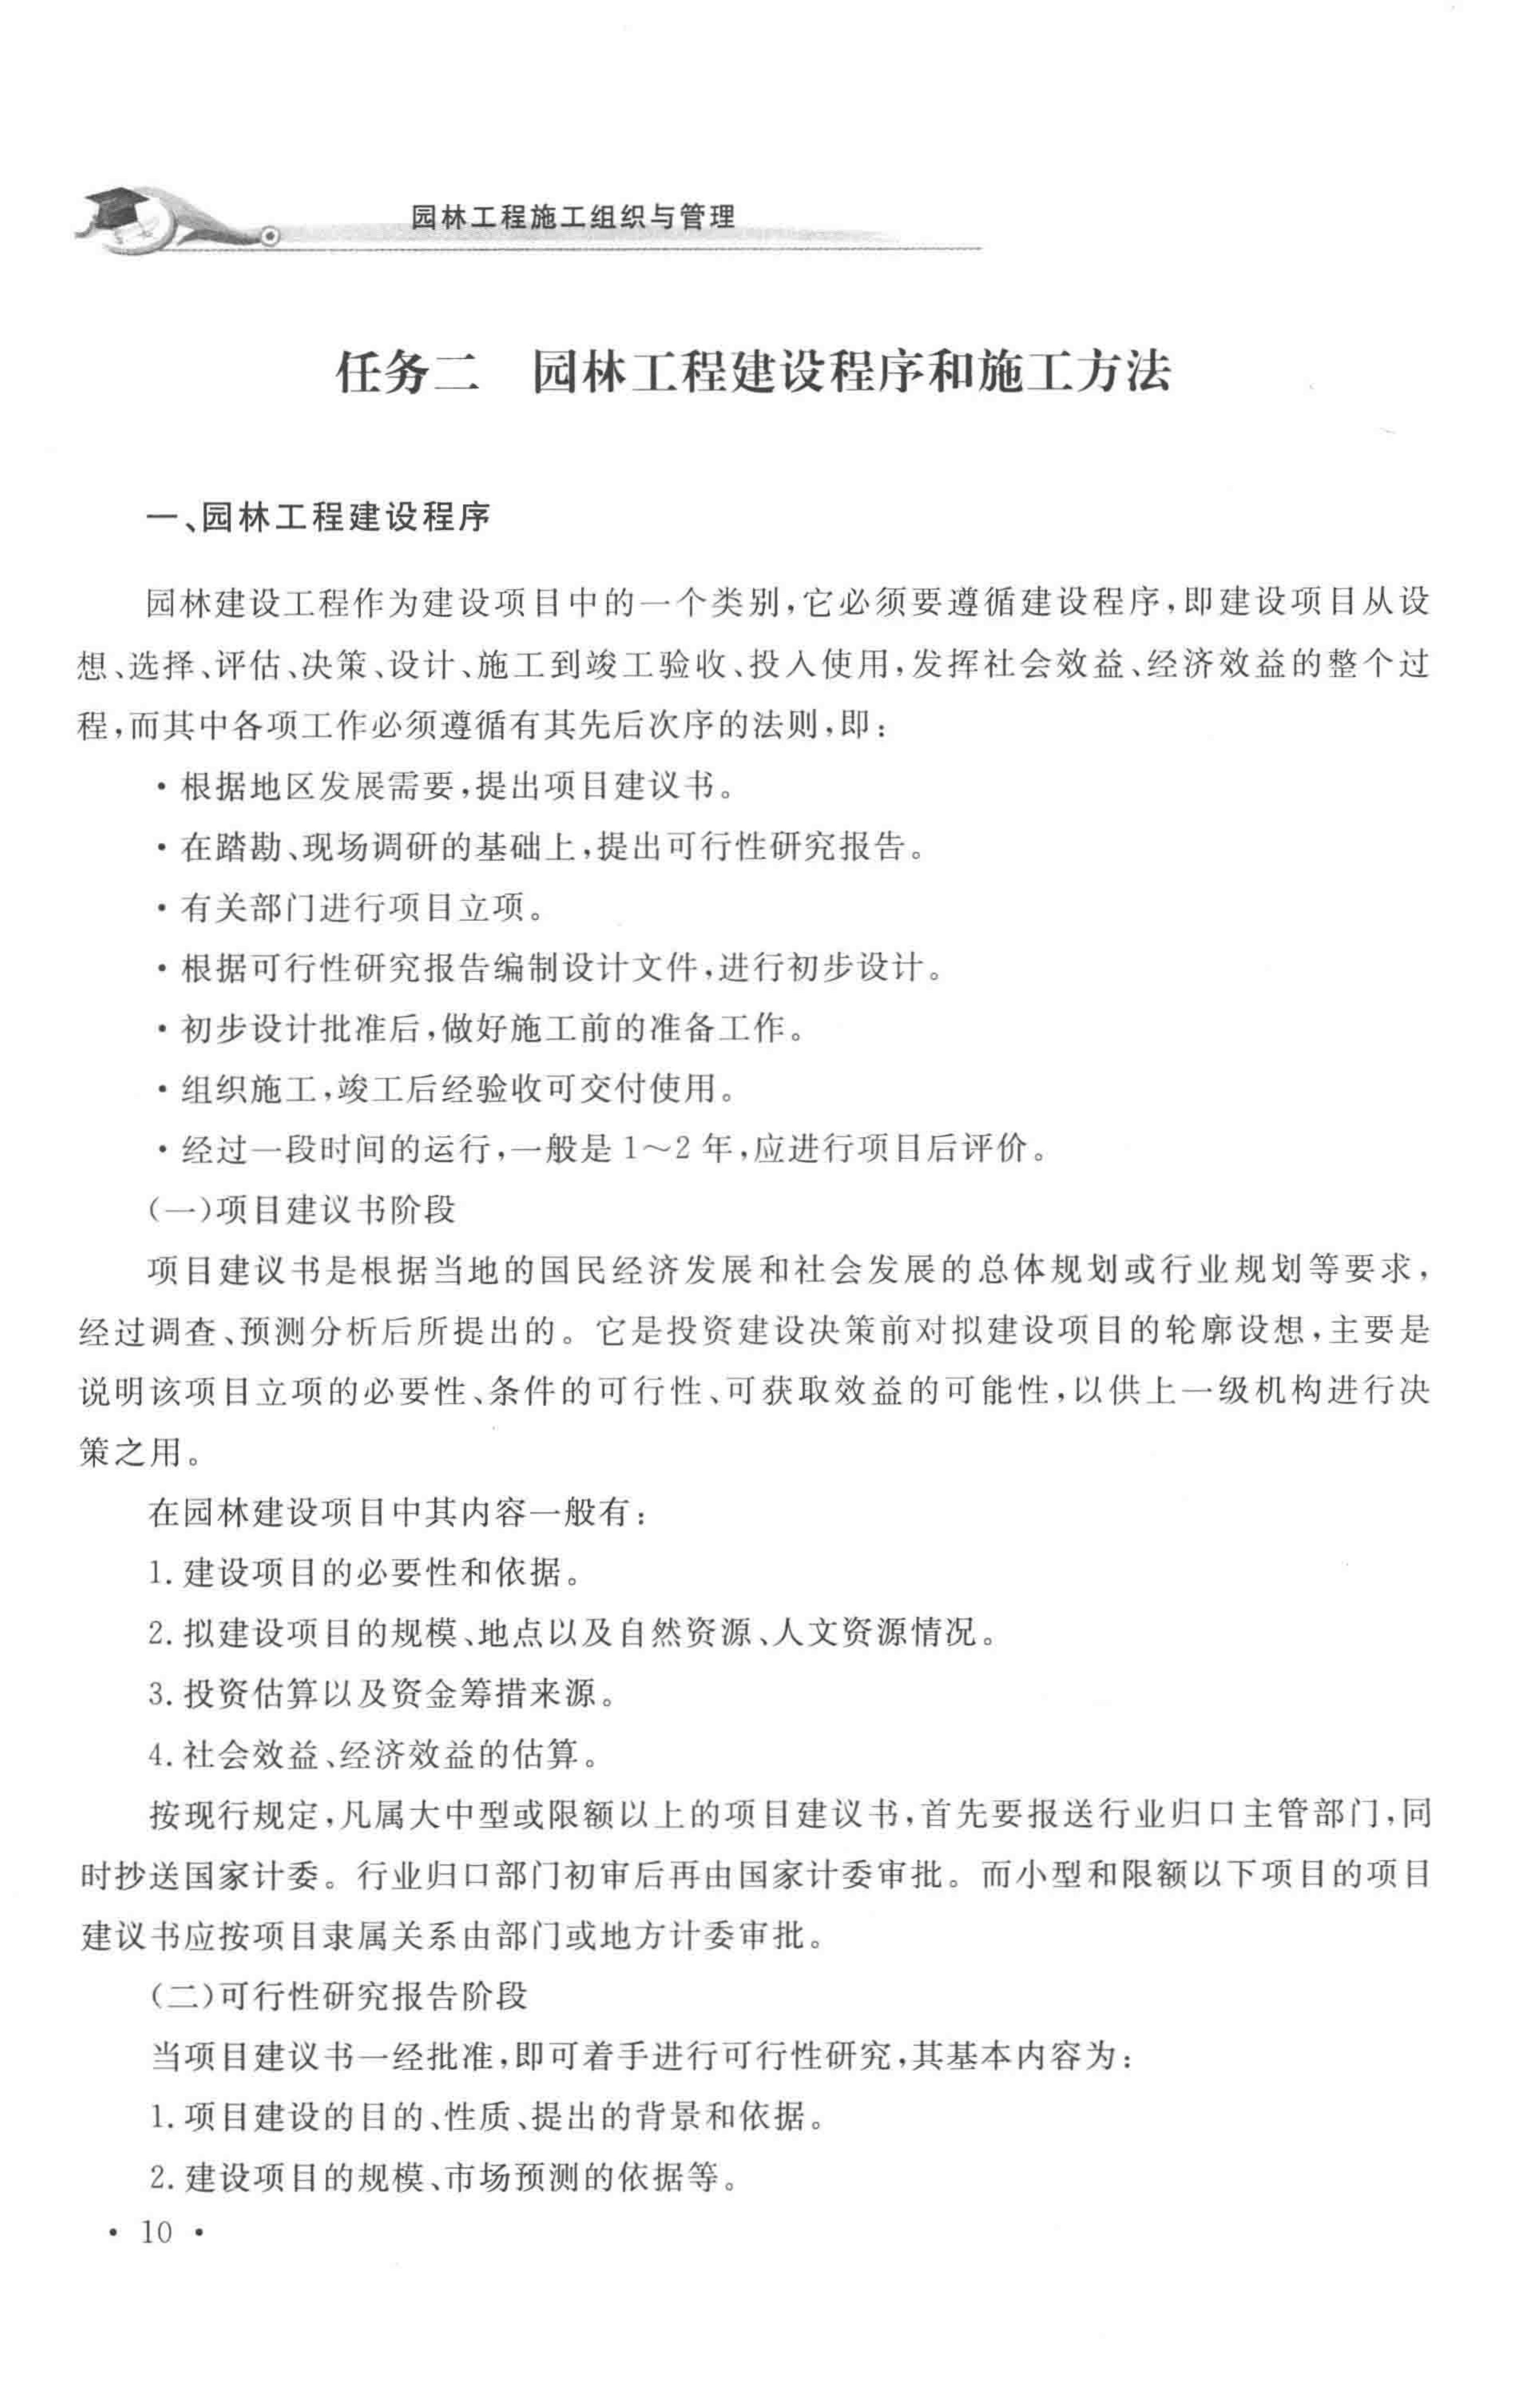 园林工程施工组织与管理
任务二 园林工程建设程序和施工方法
一、园林工程建设程序
园林建设工程作为建设项目中的一个类别,它必须要遵循建设程序,即建设项目从设
想、选择、评估、决策、设计、施工到竣工验收、投入使用,发挥社会效益、经济效益的整个过
程,而其中各项工作必须遵循有其先后次序的法则,即:
·根据地区发展需要,提出项目建议书。
·在踏勘、现场调研的基础上,提出可行性研究报告。
·有关部门进行项目立项。
·根据可行性研究报告编制设计文件,进行初步设计。
·初步设计批准后,做好施工前的准备工作。
·组织施工,竣工后经验收可交付使用。
·经过一段时间的运行,一般是1～2年,应进行项目后评价。
(一)项目建议书阶段
项目建议书是根据当地的国民经济发展和社会发展的总体规划或行业规划等要求,
经过调查、预测分析后所提出的。它是投资建设决策前对拟建设项目的轮廓设想,主要是
说明该项目立项的必要性、条件的可行性、可获取效益的可能性,以供上一级机构进行决
策之用。
在园林建设项目中其内容一般有:
1.建设项目的必要性和依据。
2.拟建设项目的规模、地点以及自然资源、人文资源情况。
3.投资估算以及资金筹措来源。
4.社会效益、经济效益的估算。
按现行规定,凡属大中型或限额以上的项目建议书,首先要报送行业归口主管部门,同
时抄送国家计委。行业归口部门初审后再由国家计委审批。而小型和限额以下项目的项目
建议书应按项目隶属关系由部门或地方计委审批。
(二)可行性研究报告阶段
当项目建议书一经批准,即可着手进行可行性研究,其基本内容为:
1.项目建设的目的、性质、提出的背景和依据。
2.建设项目的规模、市场预测的依据等。
· 10 ·